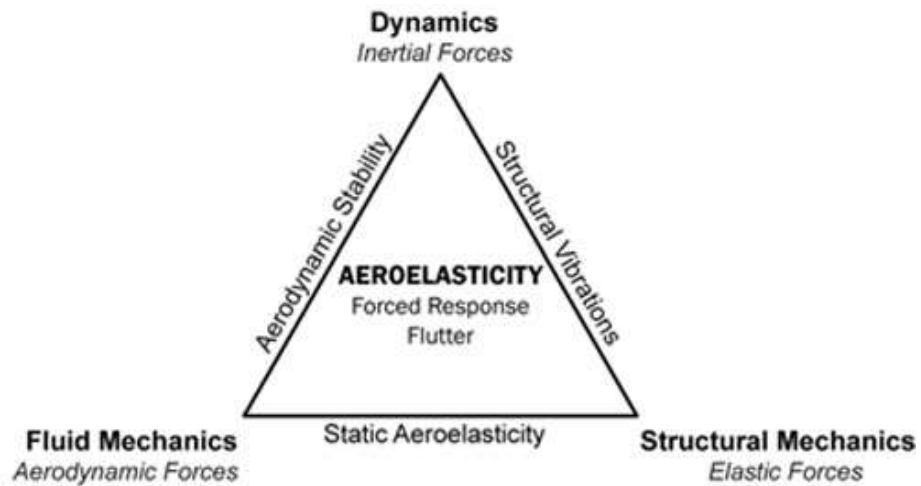 Dynamics
Inertial Forces
Aerodynamic Stability
Structural Vibrations
AEROELASTICITY
Forced Response
Flutter
Fluid Mechanics
Aerodynamic Forces
Static Aeroelasticity
Structural Mechanics
Elastic Forces